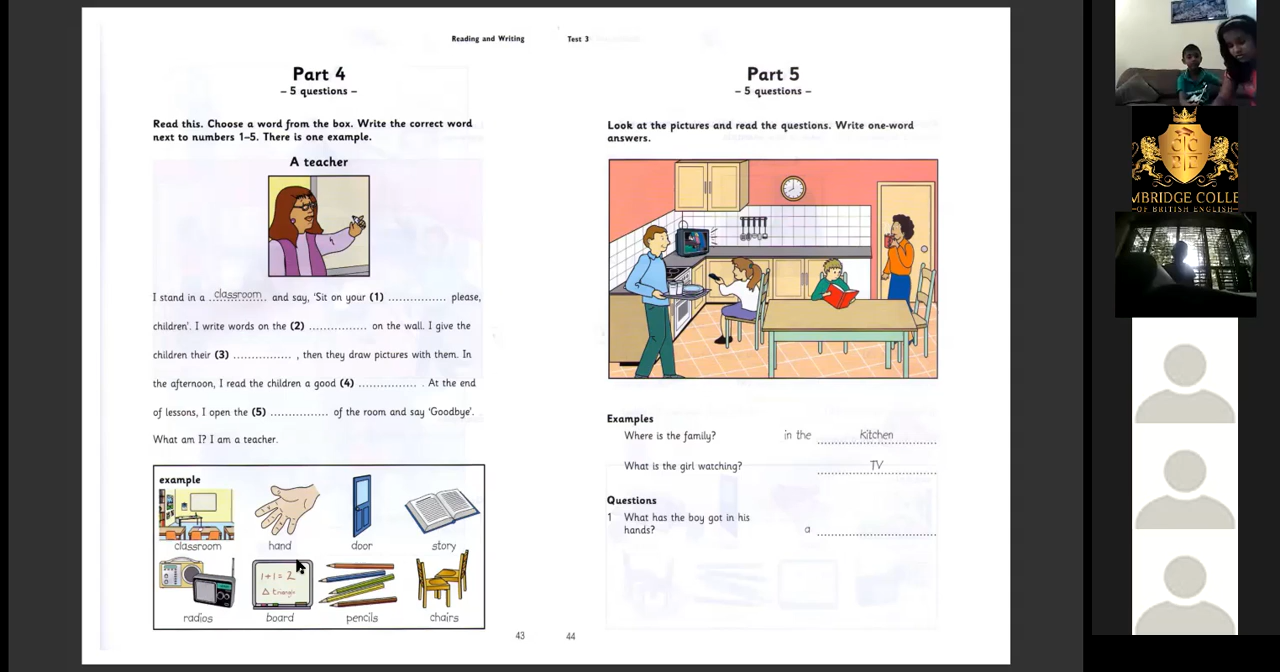 Reading and Writing
Part 4
– 5 questions –
Read this. Choose a word from the box. Write the correct word
next to numbers 1–5. There is one example.
A teacher
I stand in a classroom and say, 'Sit on your (1) ................ please,
children'. I write words on the (2) ................ on the wall. I give the
children their (3) ................ , then they draw pictures with them. In
the afternoon, I read the children a good (4) ................ . At the end
of lessons, I open the (5) ................ of the room and say 'Goodbye'.
What am I? I am a teacher.
example
classroom hand door story
1+1=2
△ triangle
radios board pencils chairs
43
Test 3
Part 5
– 5 questions –
Look at the pictures and read the questions. Write one-word
answers.
Examples
Where is the family? in the kitchen
What is the girl watching? TV
Questions
1 What has the boy got in his
hands? a ................................
44
MBRIDGE COLLE
OF BRITISH ENGLISH